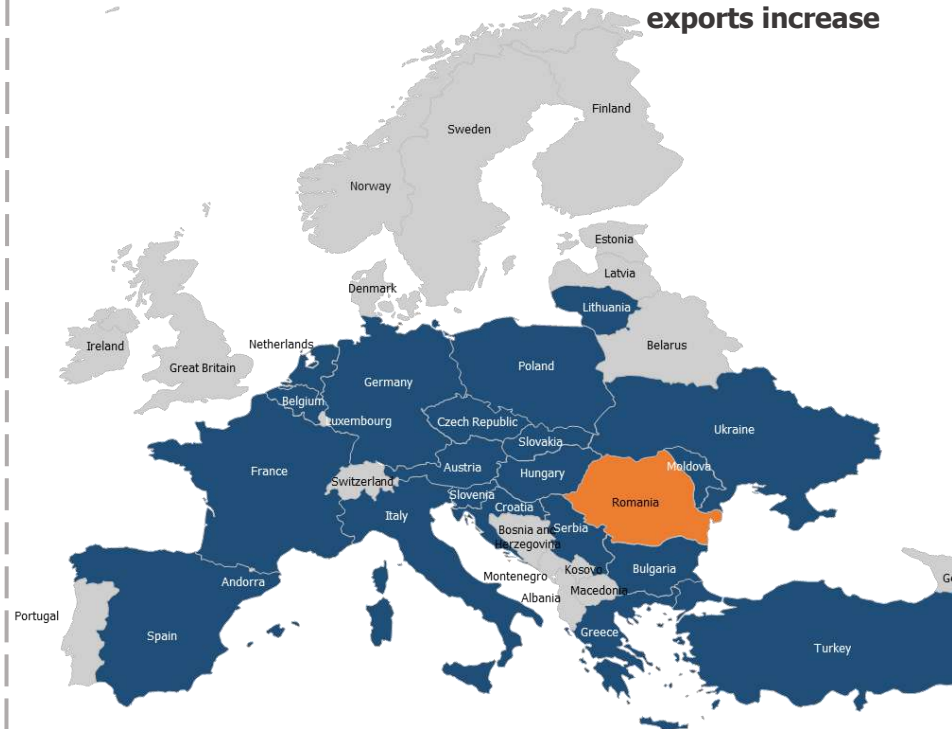 exports increase
Finland
Sweden
Norway
Estonia
Latvia
Denmark
Lithuania
Ireland
Netherlands
Belarus
Great Britain
Poland
Germany
Belgium
Luxembourg
Czech Republic
Ukraine
Slovakia
France
Austria
Hungary
Moldova
Switzerland
Slovenia
Romania
Croatia
Italy
Serbia
Bosnia and
Herzegovina
Kosovo
Bulgaria
Montenegro
Andorra
Macedonia
Albania
Portugal
Spain
Greece
Turkey